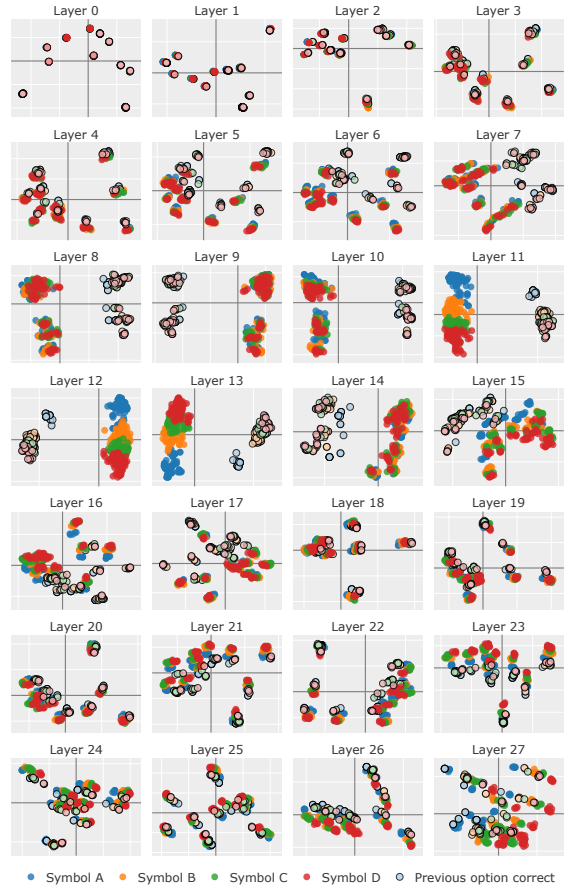 Layer 0 Layer 1 Layer 2 Layer 3
Layer 4 Layer 5 Layer 6 Layer 7
Layer 8 Layer 9 Layer 10 Layer 11
Layer 12 Layer 13 Layer 14 Layer 15
Layer 16 Layer 17 Layer 18 Layer 19
Layer 20 Layer 21 Layer 22 Layer 23
Layer 24 Layer 25 Layer 26 Layer 27
Symbol A Symbol B Symbol C Symbol D Previous option correct